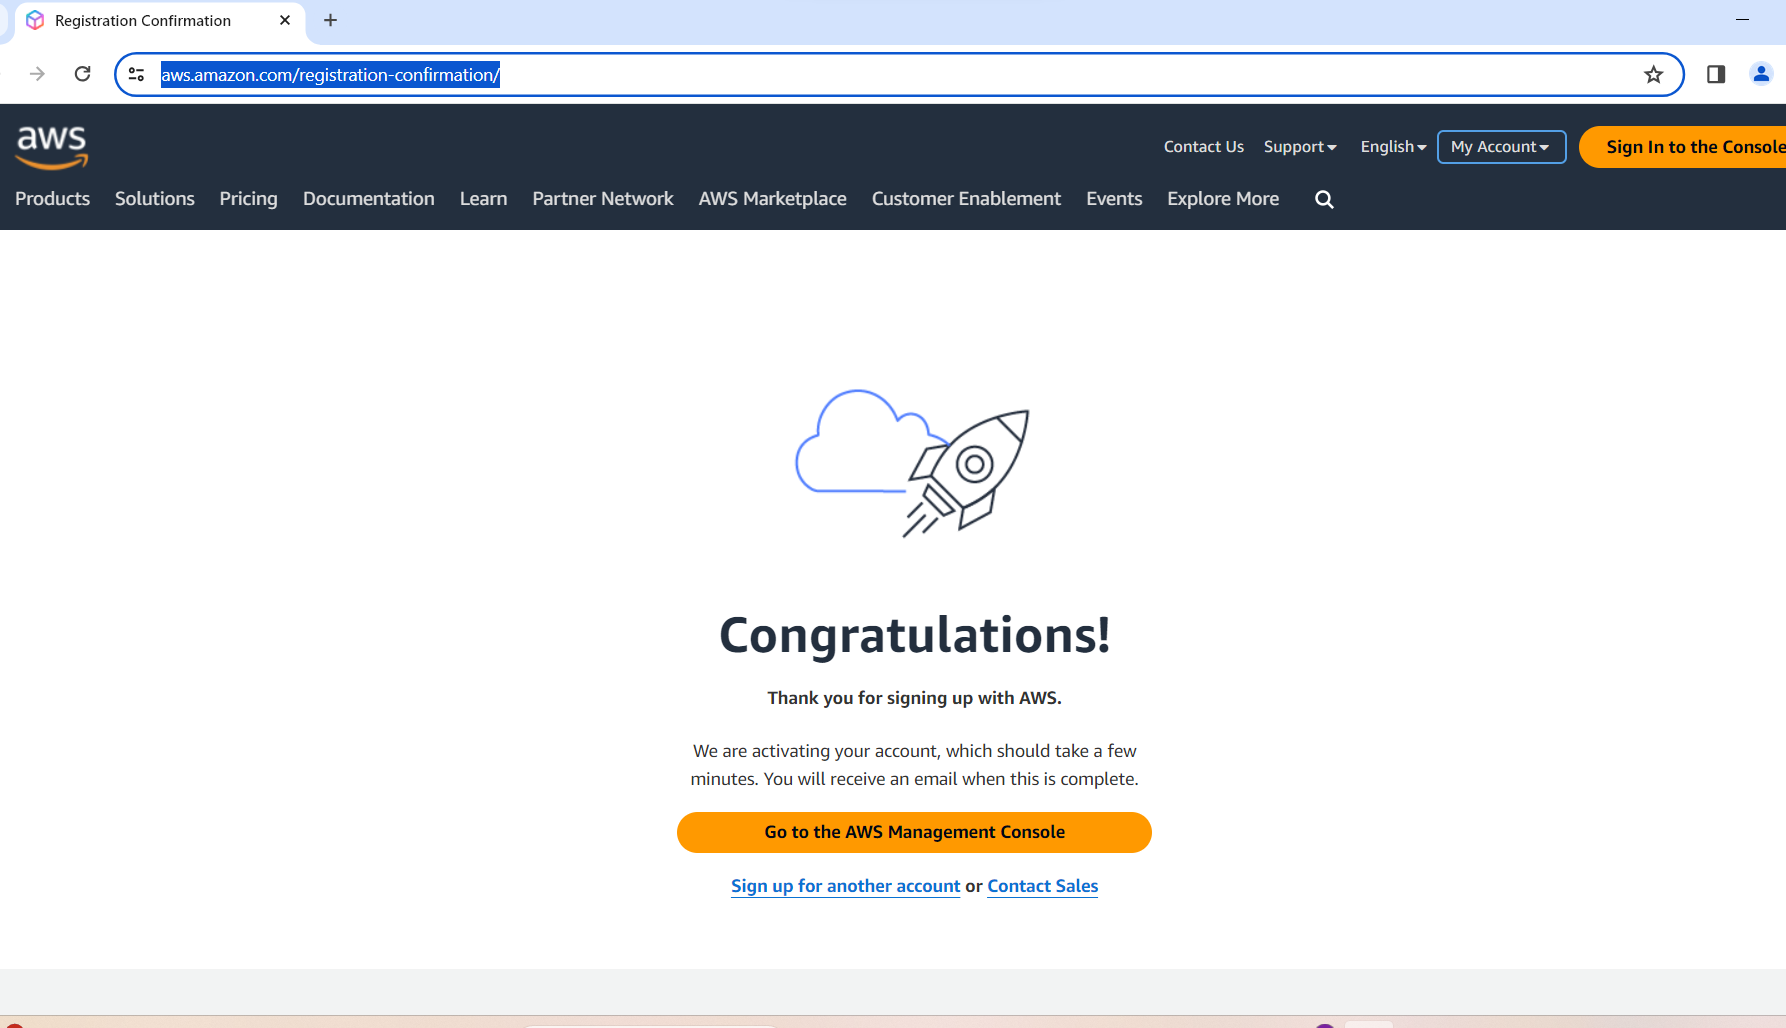 Registration Confirmation
aws.amazon.com/registration-confirmation/
aws
Contact Us Support English My Account Sign In to the Console
Products Solutions Pricing Documentation Learn Partner Network AWS Marketplace Customer Enablement Events Explore More
Congratulations!
Thank you for signing up with AWS.
We are activating your account, which should take a few
minutes. You will receive an email when this is complete.
Go to the AWS Management Console
Sign up for another account or Contact Sales